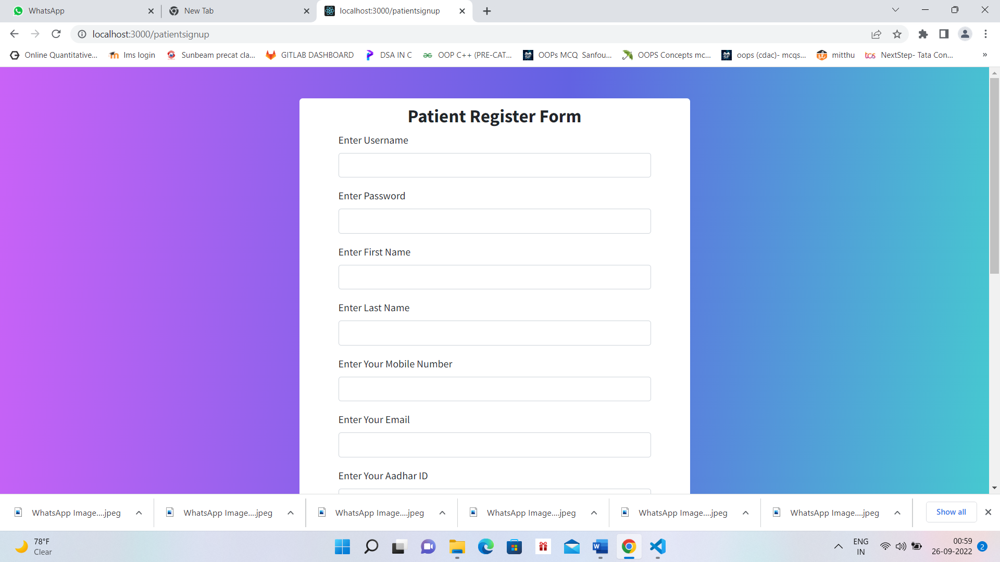 WhatsApp
New Tab
localhost:3000/patientsignup
localhost:3000/patientsignup
Online Quantitative...
lms login
Sunbeam precat cla...
GITLAB DASHBOARD
DSA IN C
OOP C++ (PRE-CAT...
OOPs MCQ Sanfou...
OOPS Concepts mc...
oops (cdac)- mcqs...
mitthu
NextStep- Tata Con...
»
Patient Register Form
Enter Username
Enter Password
Enter First Name
Enter Last Name
Enter Your Mobile Number
Enter Your Email
Enter Your Aadhar ID
WhatsApp Image....jpeg
WhatsApp Image....jpeg
WhatsApp Image....jpeg
WhatsApp Image....jpeg
WhatsApp Image....jpeg
WhatsApp Image....jpeg
Show all
78°F
Clear
ENG
IN
00:59
26-09-2022
2